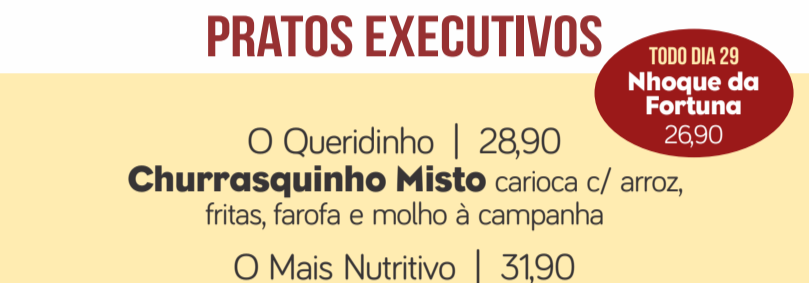 PRATOS EXECUTIVOS
TODO DIA 29
Nhoque da
Fortuna
26,90
O Queridinho | 28,90
Churrasquinho Misto carioca c/ arroz,
fritas, farofa e molho à campanha
O Mais Nutritivo | 31,90